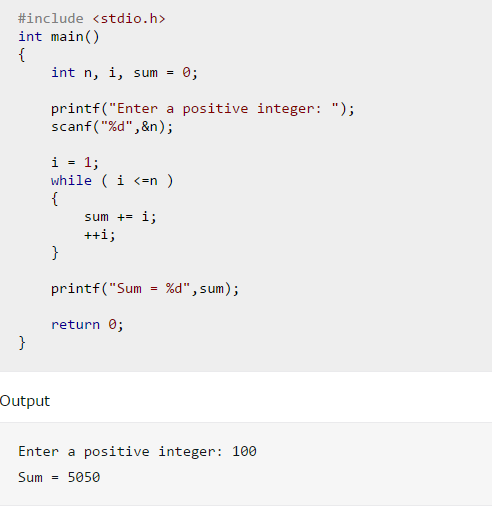 #include <stdio.h>
int main()
{
    int n, i, sum = 0;
    printf("Enter a positive integer: ");
    scanf("%d",&n);
    i = 1;
    while ( i <=n )
    {
        sum += i;
        ++i;
    }
    printf("Sum = %d",sum);
    return 0;
}
Output
Enter a positive integer: 100
Sum = 5050